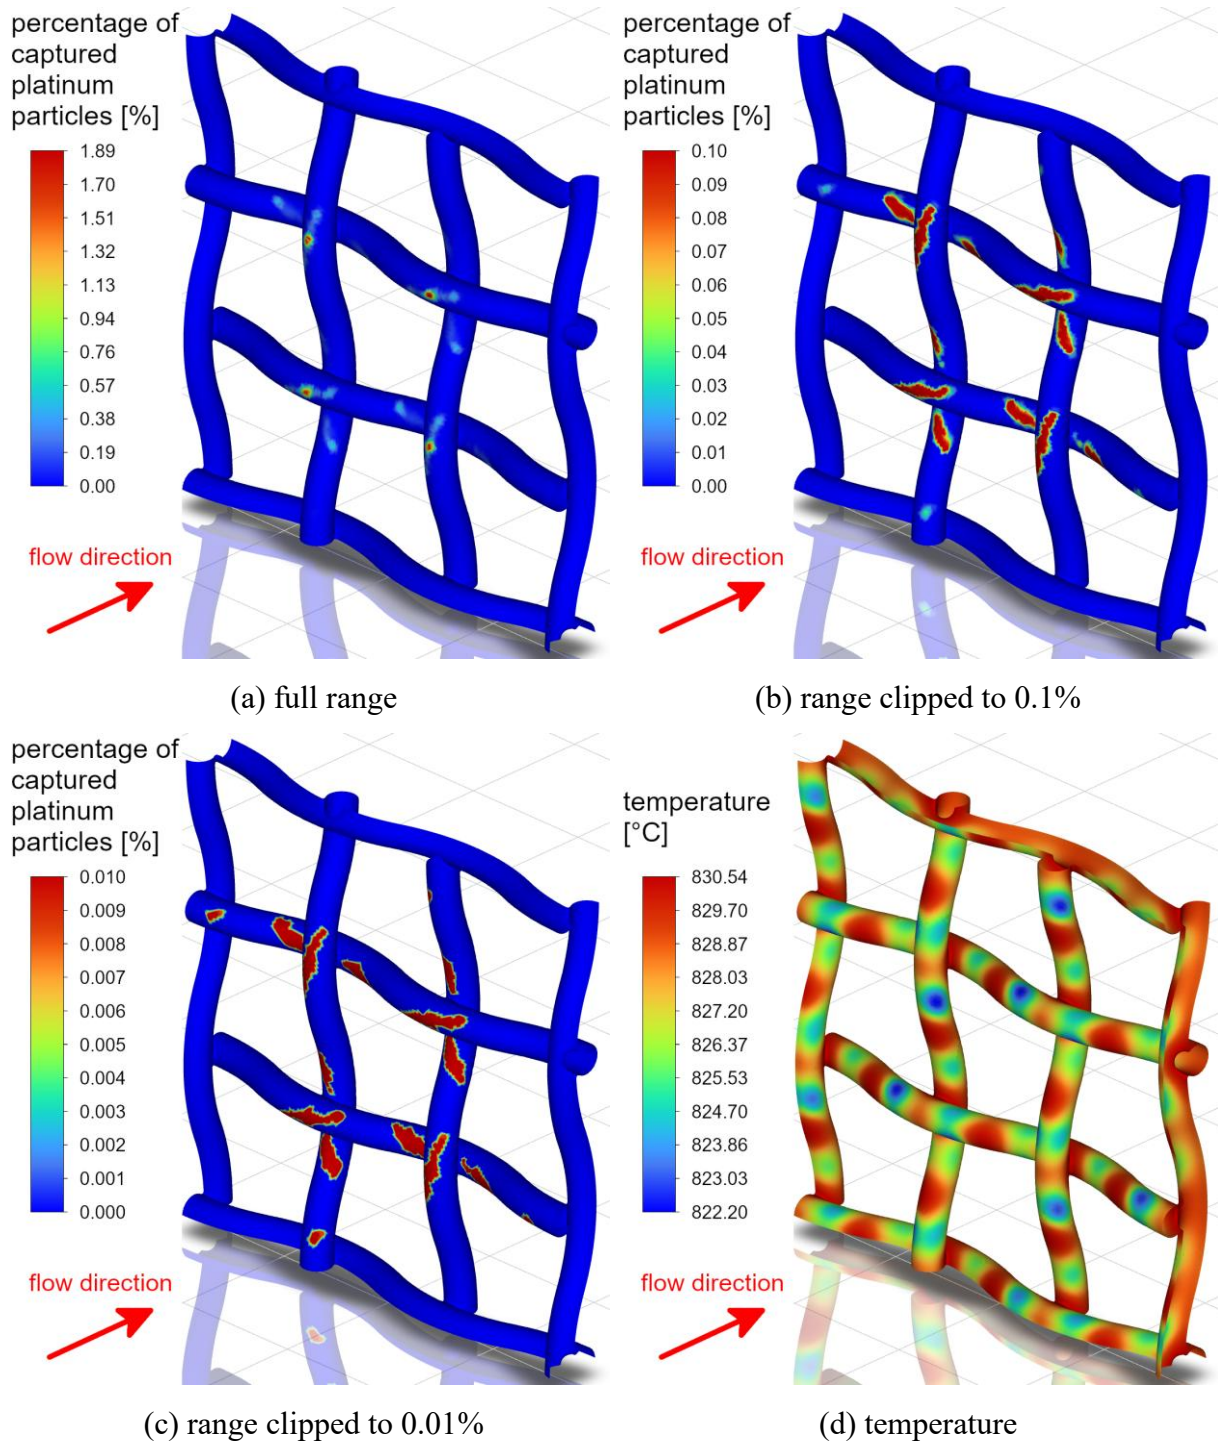 percentage of
captured
platinum
particles [%]
1.89
1.70
1.51
1.32
1.13
0.94
0.76
0.57
0.38
0.19
0.00
flow direction
(a) full range
percentage of
captured
platinum
particles [%]
0.10
0.09
0.08
0.07
0.06
0.05
0.04
0.03
0.02
0.01
0.00
flow direction
(b) range clipped to 0.1%
percentage of
captured
platinum
particles [%]
0.010
0.009
0.008
0.007
0.006
0.005
0.004
0.003
0.002
0.001
0.000
flow direction
(c) range clipped to 0.01%
temperature
[°C]
830.54
829.70
828.87
828.03
827.20
826.37
825.53
824.70
823.86
823.03
822.20
flow direction
(d) temperature